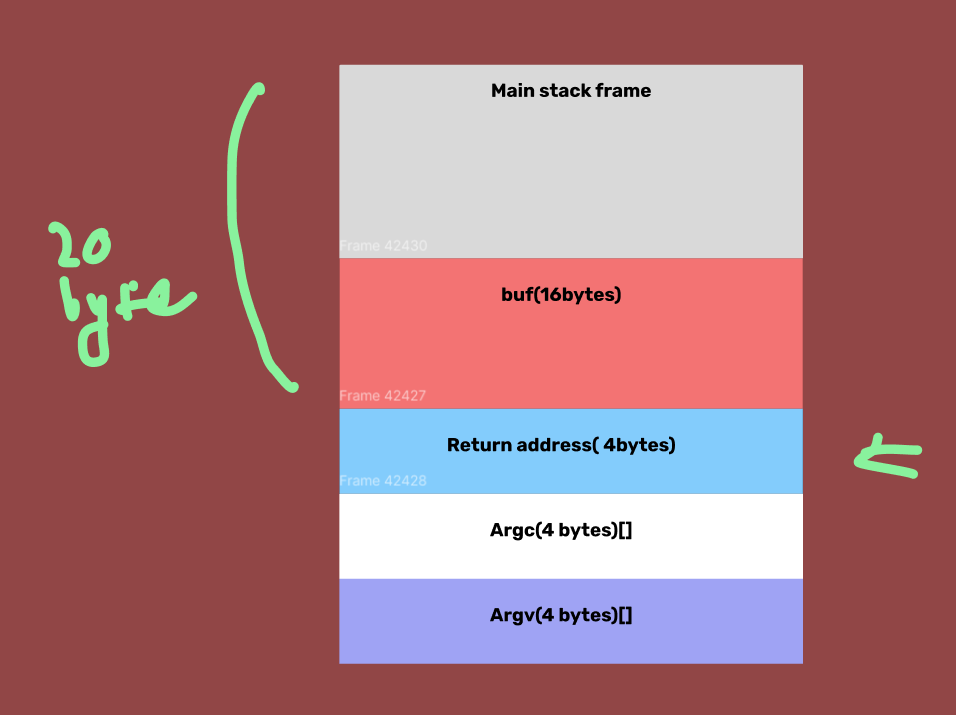 Main stack frame
Frame 42430
20
byte
buf(16bytes)
Frame 42427
Return address( 4bytes)
Frame 42428
Argc(4 bytes)[]
Argv(4 bytes)[]